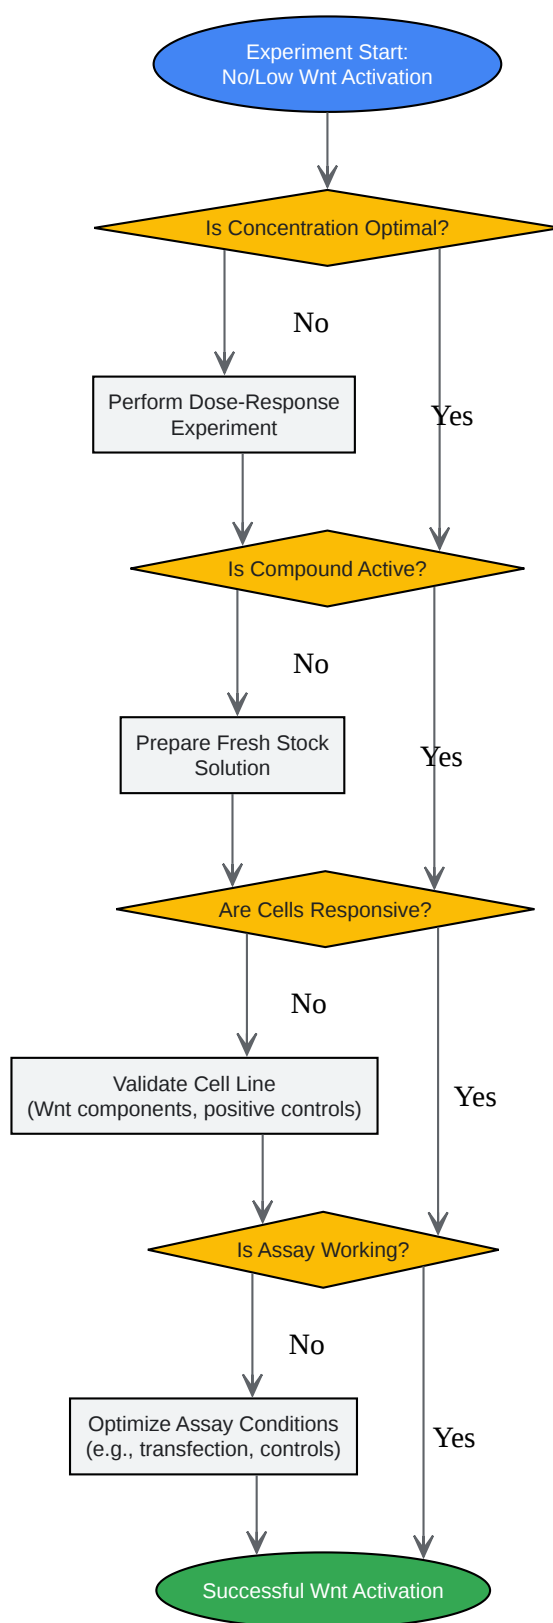 Experiment Start:
No/Low Wnt Activation
Is Concentration Optimal?
No
Perform Dose-Response
Experiment
Yes
Is Compound Active?
No
Prepare Fresh Stock
Solution
Yes
Are Cells Responsive?
No
Validate Cell Line
(Wnt components, positive controls)
Yes
Is Assay Working?
No
Optimize Assay Conditions
(e.g., transfection, controls)
Yes
Successful Wnt Activation